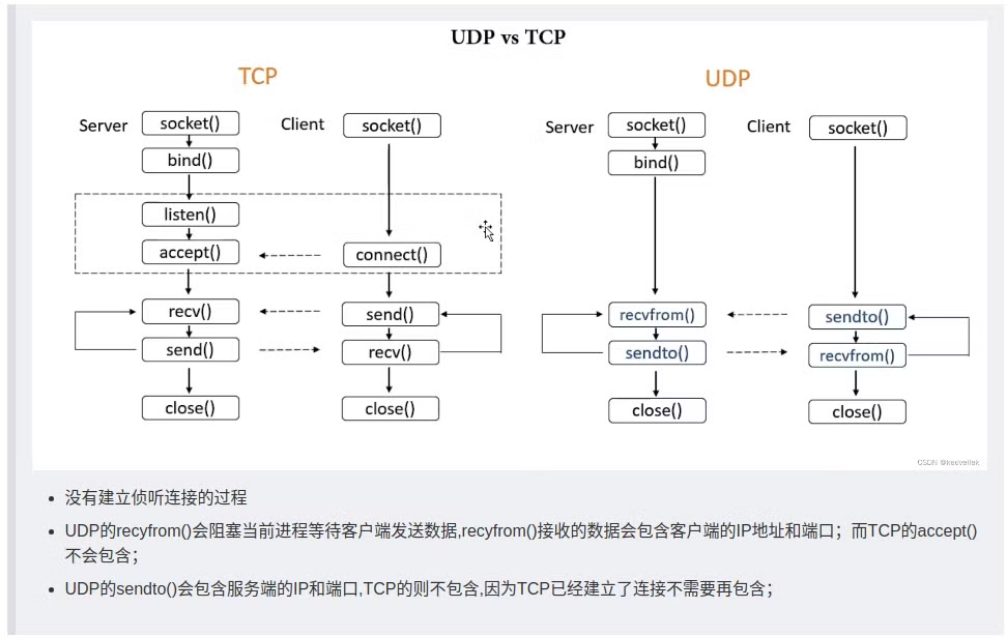 UDP vs TCP
TCP
Server
socket()
bind()
listen()
accept()
recv()
send()
close()
Client
socket()
connect()
send()
recv()
close()
UDP
Server
socket()
bind()
recvfrom()
sendto()
close()
Client
socket()
sendto()
recvfrom()
close()
• 没有建立侦听连接的过程
• UDP的recyfrom()会阻塞当前进程等待客户端发送数据,recyfrom()接收的数据会包含客户端的IP地址和端口；而TCP的accept()
不会包含；
• UDP的sendto()会包含服务端的IP和端口,TCP的则不包含,因为TCP已经建立了连接不需要再包含；